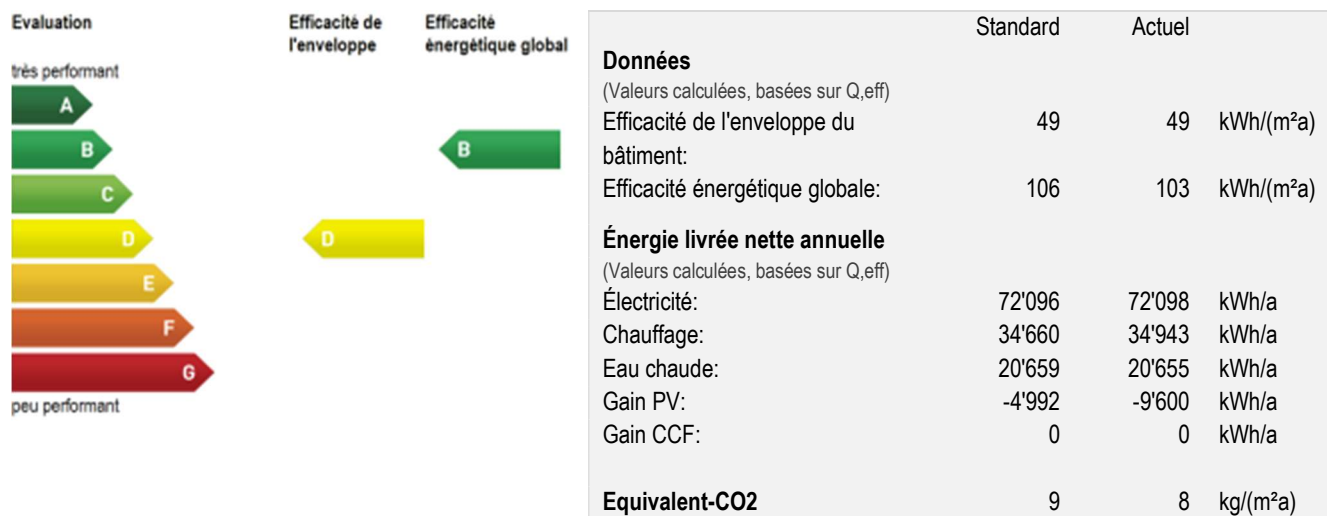 Evaluation
Efficacité de
l'enveloppe
Efficacité
énergétique global
très performant
A
B
B
C
D
D
E
F
G
peu performant
Standard Actuel
Données
(Valeurs calculées, basées sur Q,eff)
Efficacité de l'enveloppe du 49 49 kWh/(m²a)
bâtiment:
Efficacité énergétique globale: 106 103 kWh/(m²a)
Énergie livrée nette annuelle
(Valeurs calculées, basées sur Q,eff)
Électricité: 72'096 72'098 kWh/a
Chauffage: 34'660 34'943 kWh/a
Eau chaude: 20'659 20'655 kWh/a
Gain PV: -4'992 -9'600 kWh/a
Gain CCF: 0 0 kWh/a
Equivalent-CO2 9 8 kg/(m²a)